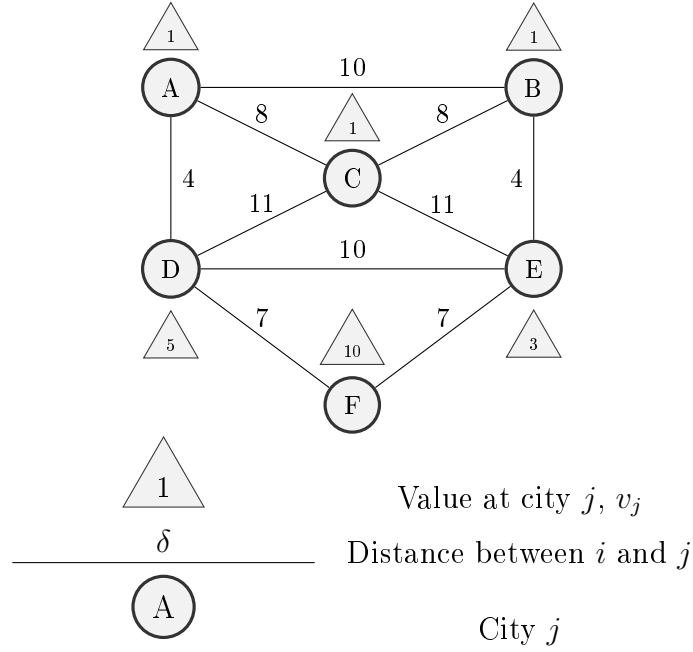 1 1
10
A B
8 1 8
C
4 4
11 11
10
D E
7 7
5 10 3
F
1
Value at city j, v_j
δ
Distance between i and j
A
City j